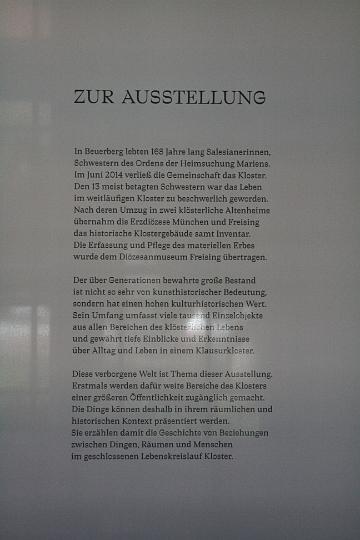 ZUR AUSSTELLUNG
In Beuerberg lebten 168 Jahre lang Salesianerinnen,
Schwestern des Ordens der Heimsuchung Mariens.
Im Juni 2014 verließ die Gemeinschaft das Kloster.
Den 13 meist betagten Schwestern war das Leben
im weitläufigen Kloster zu beschwerlich geworden.
Nach deren Umzug in zwei klösterliche Altenheime
übernahm die Erzdiözese München und Freising
das historische Klostergebäude samt Inventar.
Die Erfassung und Pflege des materiellen Erbes
wurde dem Diözesanmuseum Freising übertragen.
Der über Generationen bewahrte große Bestand
ist nicht so sehr von kunsthistorischer Bedeutung,
sondern hat einen hohen kulturhistorischen Wert.
Sein Umfang umfasst viele tausend Einzelobjekte
aus allen Bereichen des klösterlichen Lebens
und gewährt tiefe Einblicke und Erkenntnisse
über Alltag und Leben in einem Klausurkloster.
Diese verborgene Welt ist Thema dieser Ausstellung.
Erstmals werden dafür weite Bereiche des Klosters
einer größeren Öffentlichkeit zugänglich gemacht.
Die Dinge können deshalb in ihrem räumlichen und
historischen Kontext präsentiert werden.
Sie erzählen damit die Geschichte von Beziehungen
zwischen Dingen, Räumen und Menschen
im geschlossenen Lebenskreislauf Kloster.